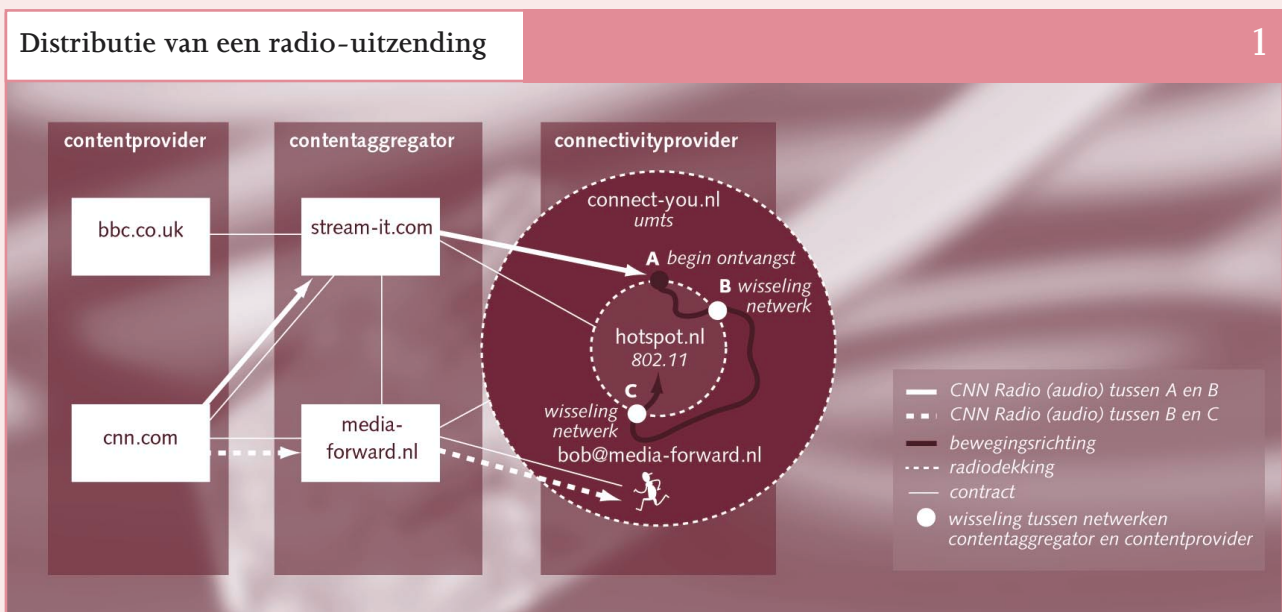 Distributie van een radio-uitzending
1
contentprovider
contentaggregator
connectivityprovider
bbc.co.uk
stream-it.com
cnn.com
media-
forward.nl
connect-you.nl
umts
A begin ontvangst
B wisseling
netwerk
hotspot.nl
802.11
C
wisseling
netwerk
bob@media-forward.nl
CNN Radio (audio) tussen A en B
CNN Radio (audio) tussen B en C
bewegingsrichting
radiodekking
contract
wisseling tussen netwerken
contentaggregator en contentprovider